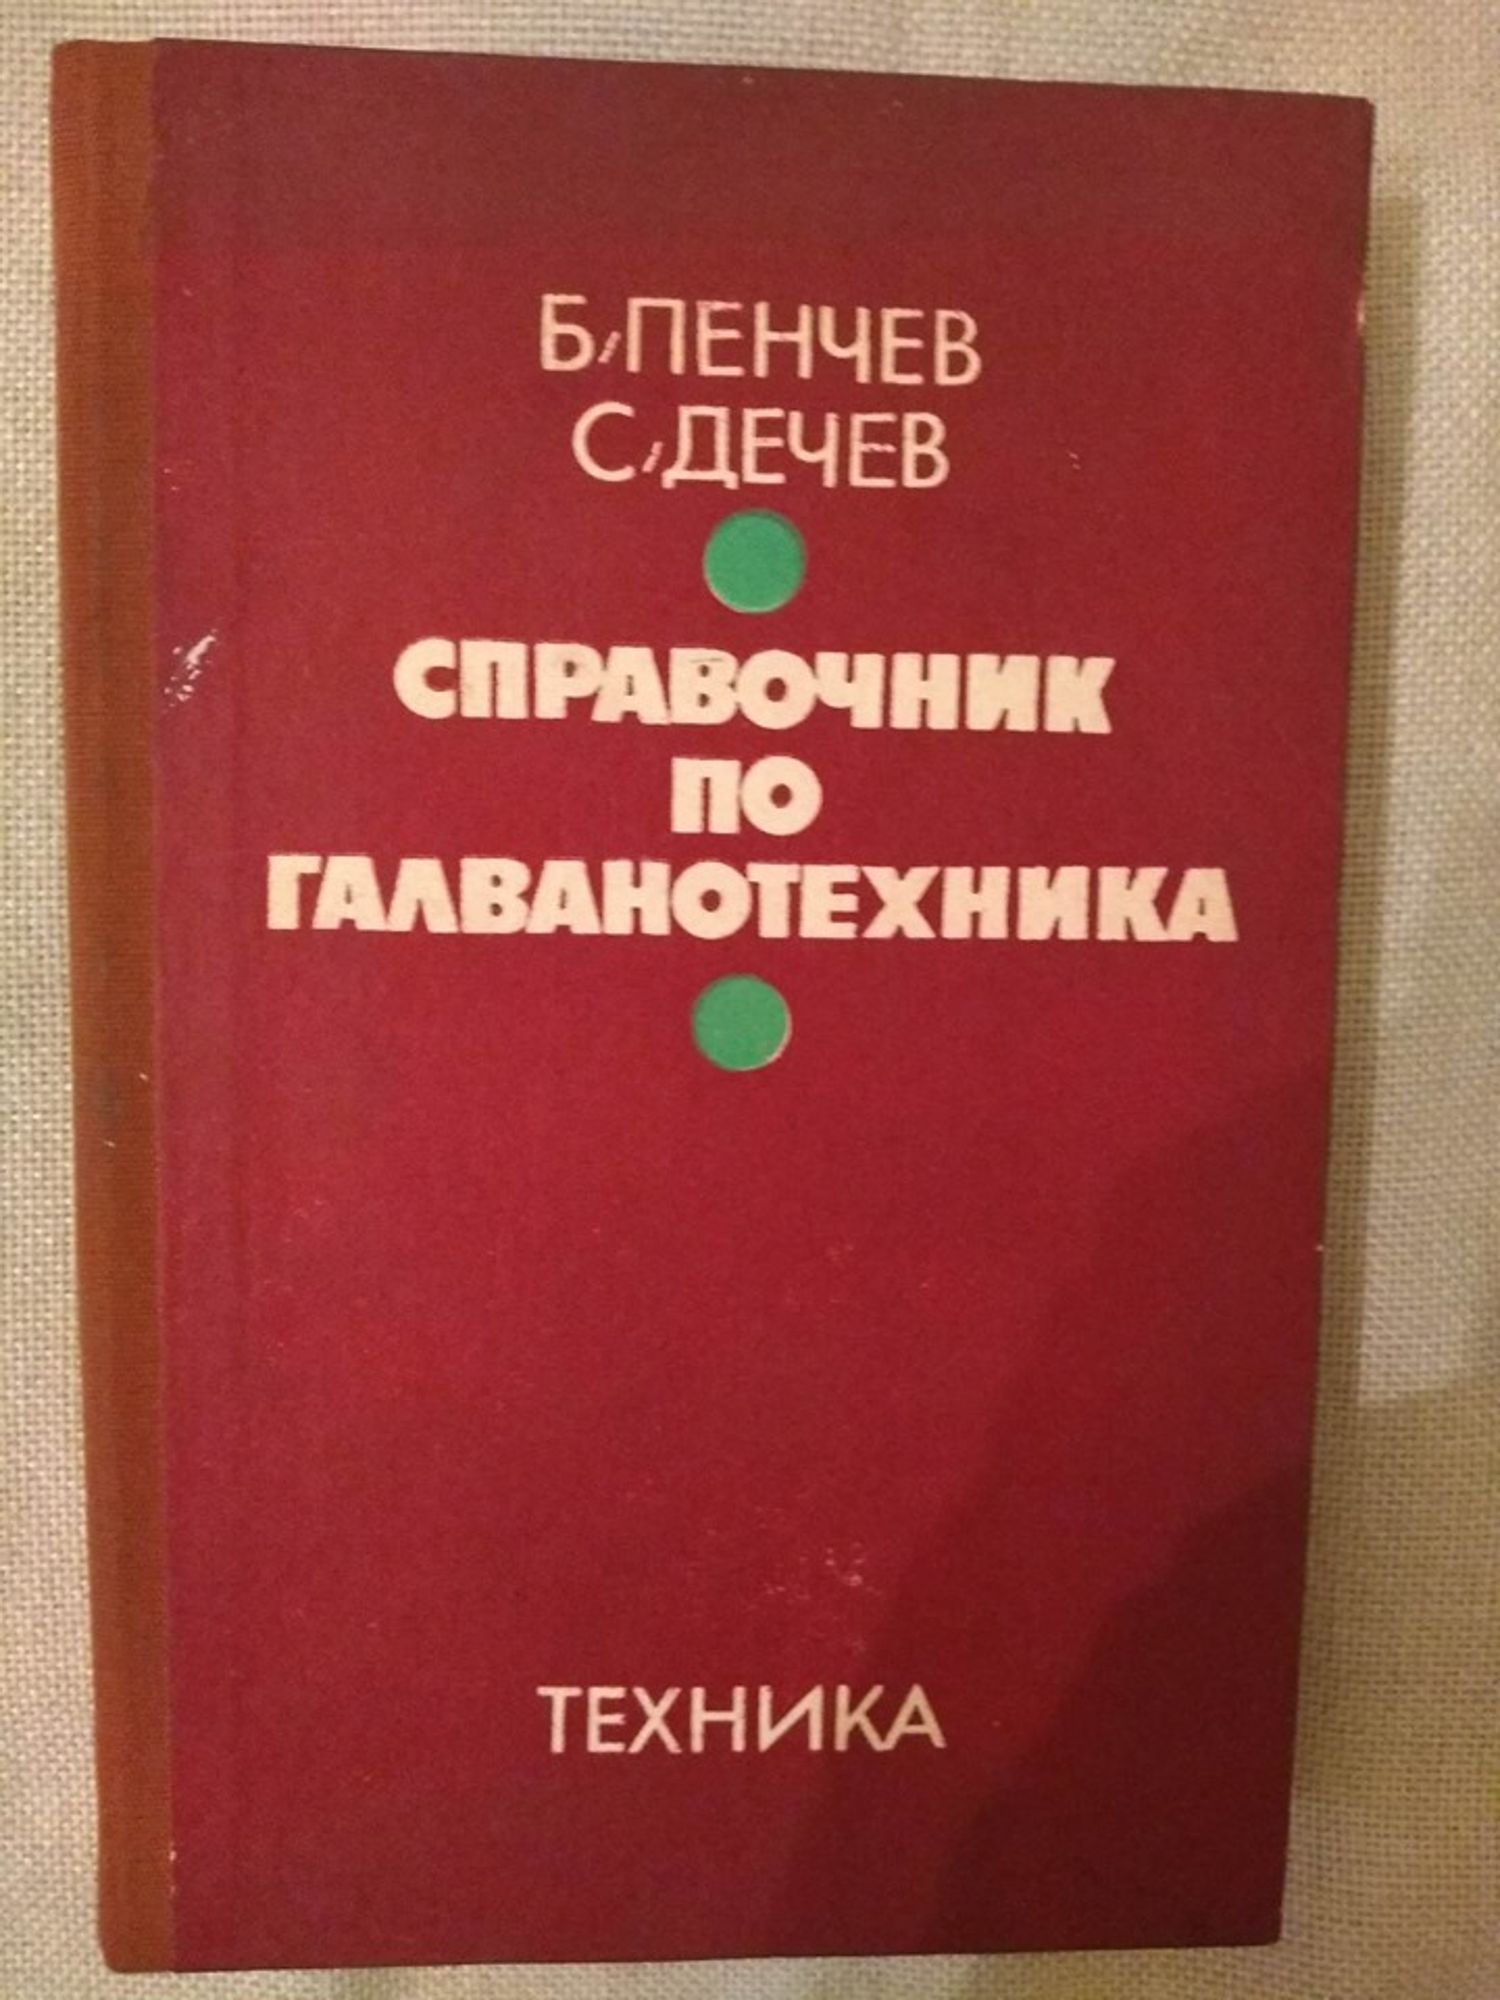 Б. ПЕНЧЕВ
С. ДЕЧЕВ
СПРАВОЧНИК
ПО
ГАЛВАНОТЕХНИКА
ТЕХНИКА